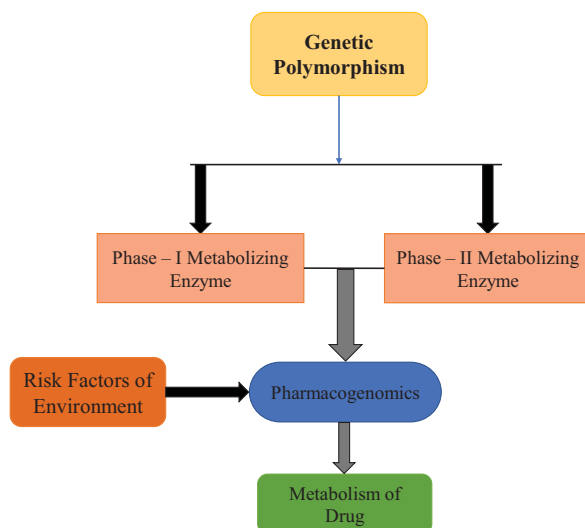 Genetic
Polymorphism
Phase – I Metabolizing
Enzyme
Phase – II Metabolizing
Enzyme
Risk Factors of
Environment
Pharmacogenomics
Metabolism of
Drug